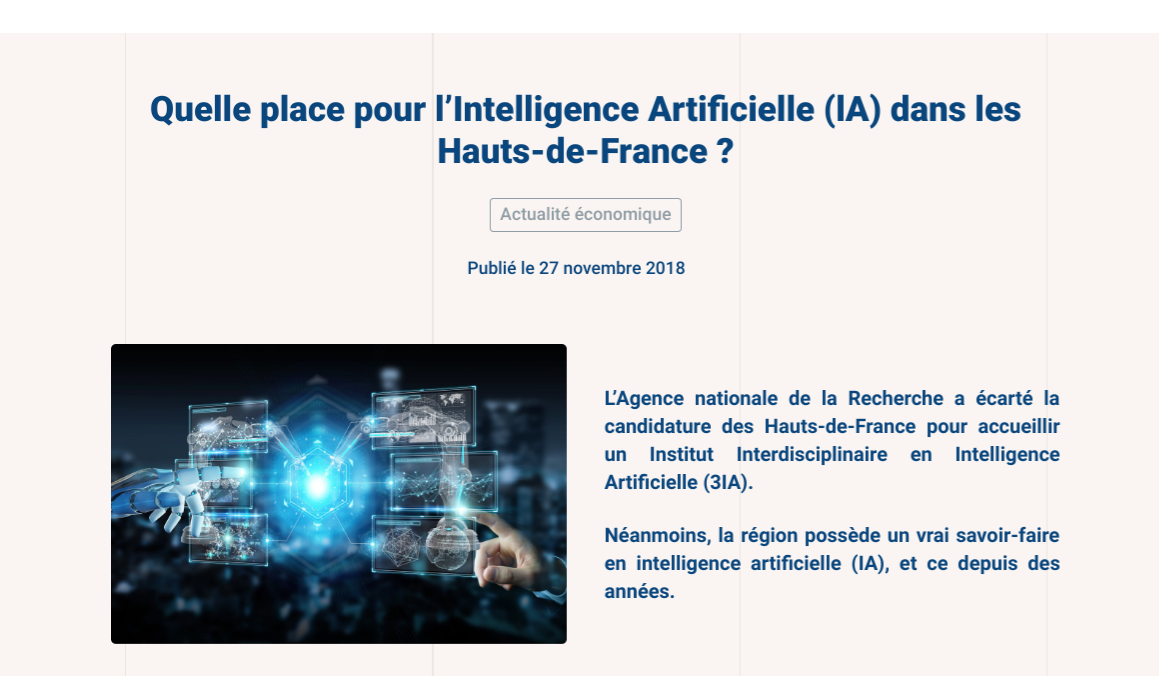 Quelle place pour l’Intelligence Artificielle (lA) dans les
Hauts-de-France ?
Actualité économique
Publié le 27 novembre 2018
L’Agence nationale de la Recherche a écarté la
candidature des Hauts-de-France pour accueillir
un Institut Interdisciplinaire en Intelligence
Artificielle (3IA).
Néanmoins, la région possède un vrai savoir-faire
en intelligence artificielle (IA), et ce depuis des
années.